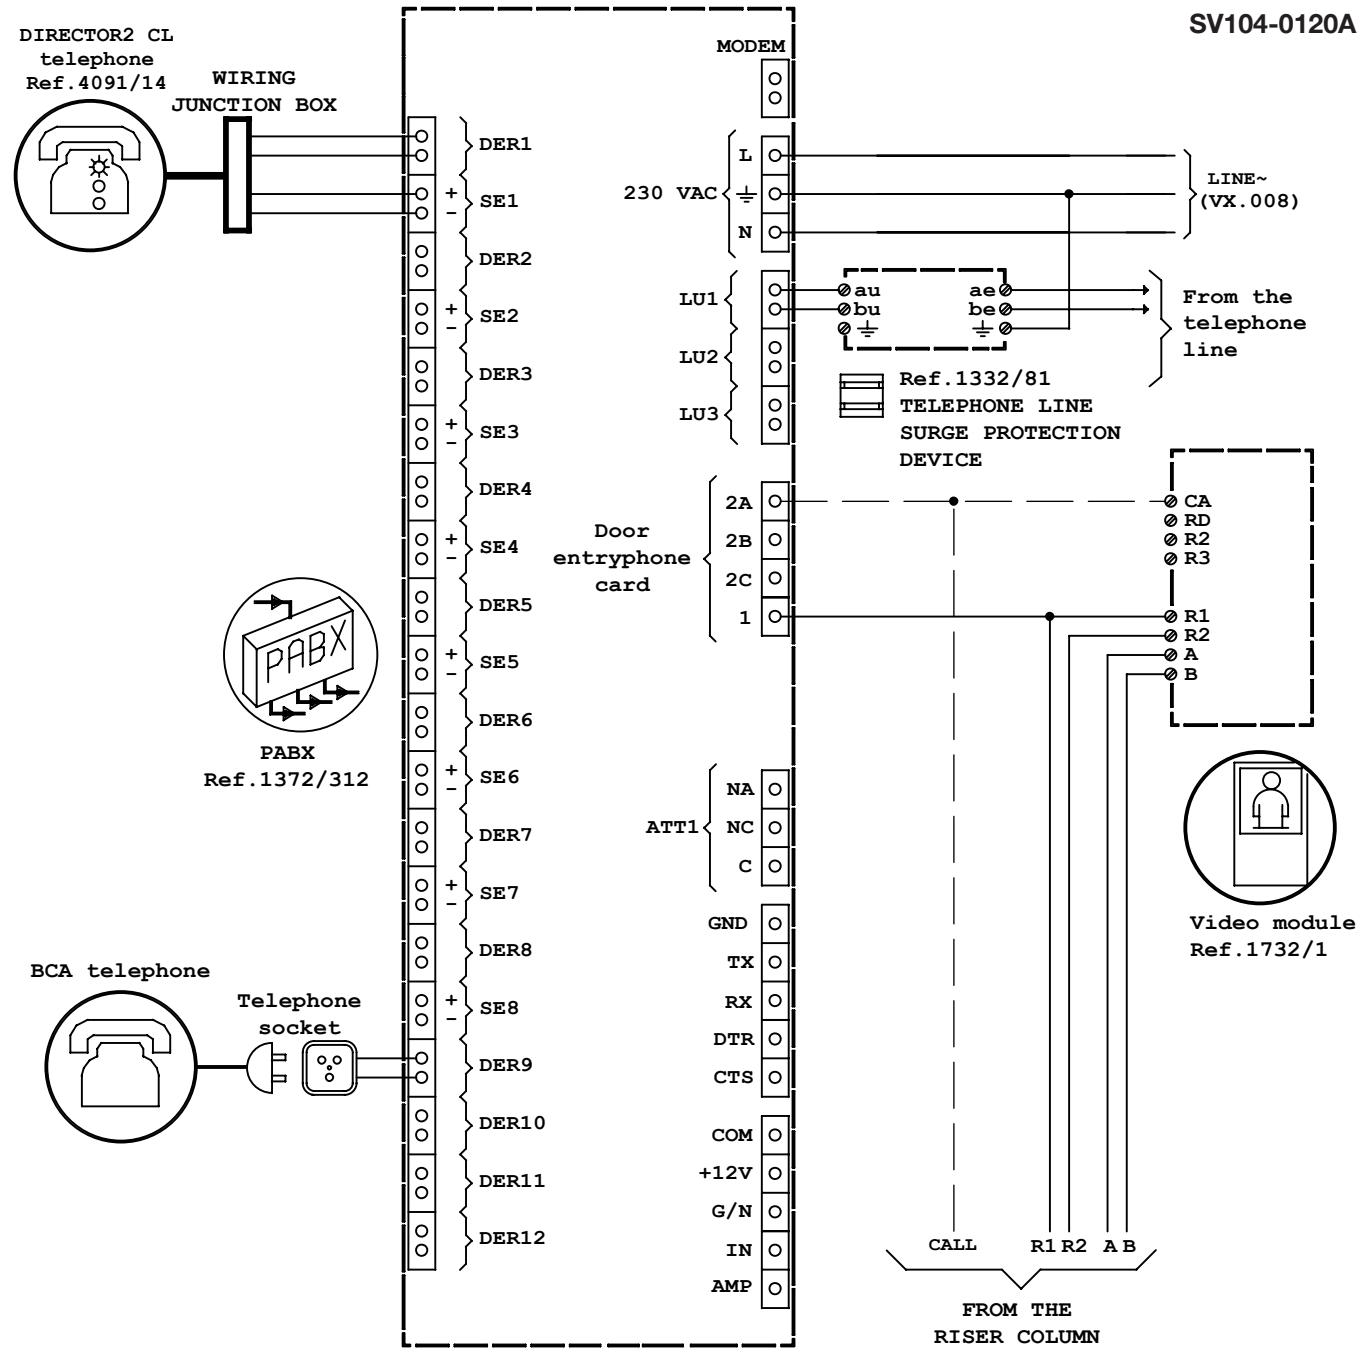 SV104-0120A
DIRECTOR2 CL
telephone
Ref.4091/14
WIRING
JUNCTION BOX
MODEM
DER1
+
- SE1
DER2
+
- SE2
DER3
+
- SE3
DER4
+
- SE4
DER5
+
- SE5
DER6
+
- SE6
DER7
+
- SE7
DER8
+
- SE8
DER9
DER10
DER11
DER12
230 VAC
L
N
LINE~
(VX.008)
LU1
LU2
LU3
au
bu
ae
be
From the
telephone
line
Ref.1332/81
TELEPHONE LINE
SURGE PROTECTION
DEVICE
Door
entryphone
card
2A
2B
2C
1
CA
RD
R2
R3
R1
R2
A
B
PABX
PABX
Ref.1372/312
ATT1
NA
NC
C
Video module
Ref.1732/1
GND
TX
RX
DTR
CTS
BCA telephone
Telephone
socket
COM
+12V
G/N
IN
AMP
CALL R1 R2 A B
FROM THE
RISER COLUMN